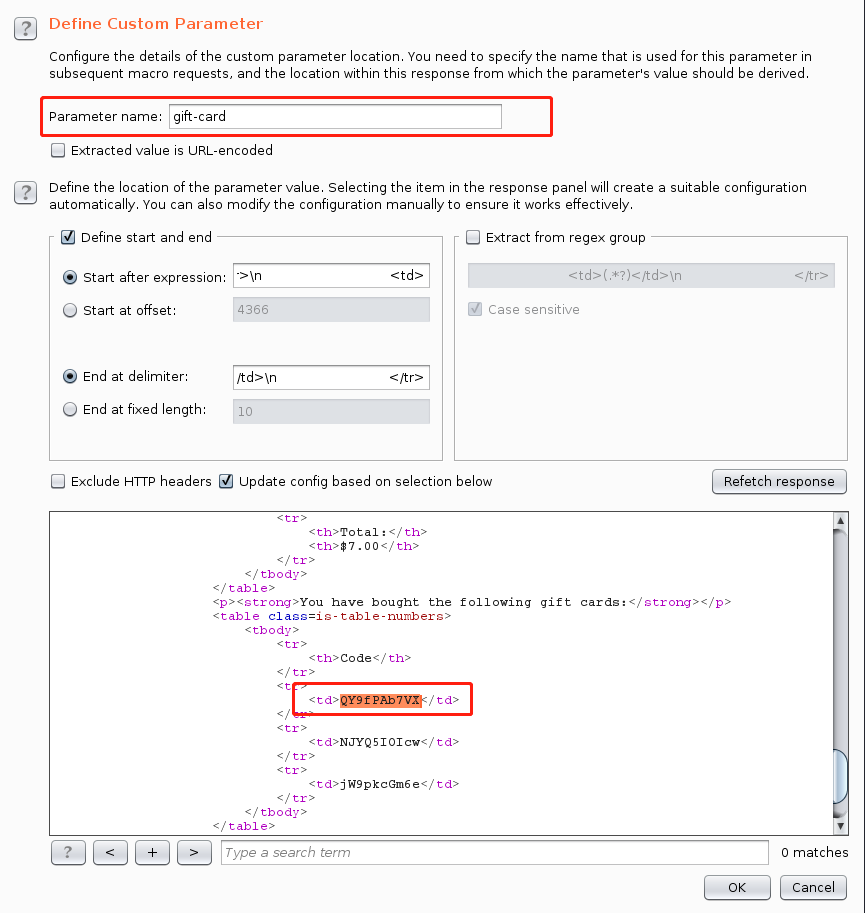 ? Define Custom Parameter
Configure the details of the custom parameter location. You need to specify the name that is used for this parameter in
subsequent macro requests, and the location within this response from which the parameter's value should be derived.
Parameter name: gift-card
Extracted value is URL-encoded
? Define the location of the parameter value. Selecting the item in the response panel will create a suitable configuration
automatically. You can also modify the configuration manually to ensure it works effectively.
Define start and end
Start after expression: >\n <td>
Start at offset: 4366
End at delimiter: /td>\n </tr>
End at fixed length: 10
Extract from regex group
<td>(.*?)</td>\n </tr>
Case sensitive
Exclude HTTP headers Update config based on selection below Refetch response
<tr>
<th>Total:</th>
<th>$7.00</th>
</tr>
</tbody>
</table>
<p><strong>You have bought the following gift cards:</strong></p>
<table class=is-table-numbers>
<tbody>
<tr>
<th>Code</th>
</tr>
<tr>
<td>QY9fPAb7VX</td>
</tr>
<tr>
<td>NJYQ5I0Icw</td>
</tr>
<tr>
<td>jW9pkcGm6e</td>
</tr>
</tbody>
</table>
? < + > Type a search term 0 matches
OK Cancel